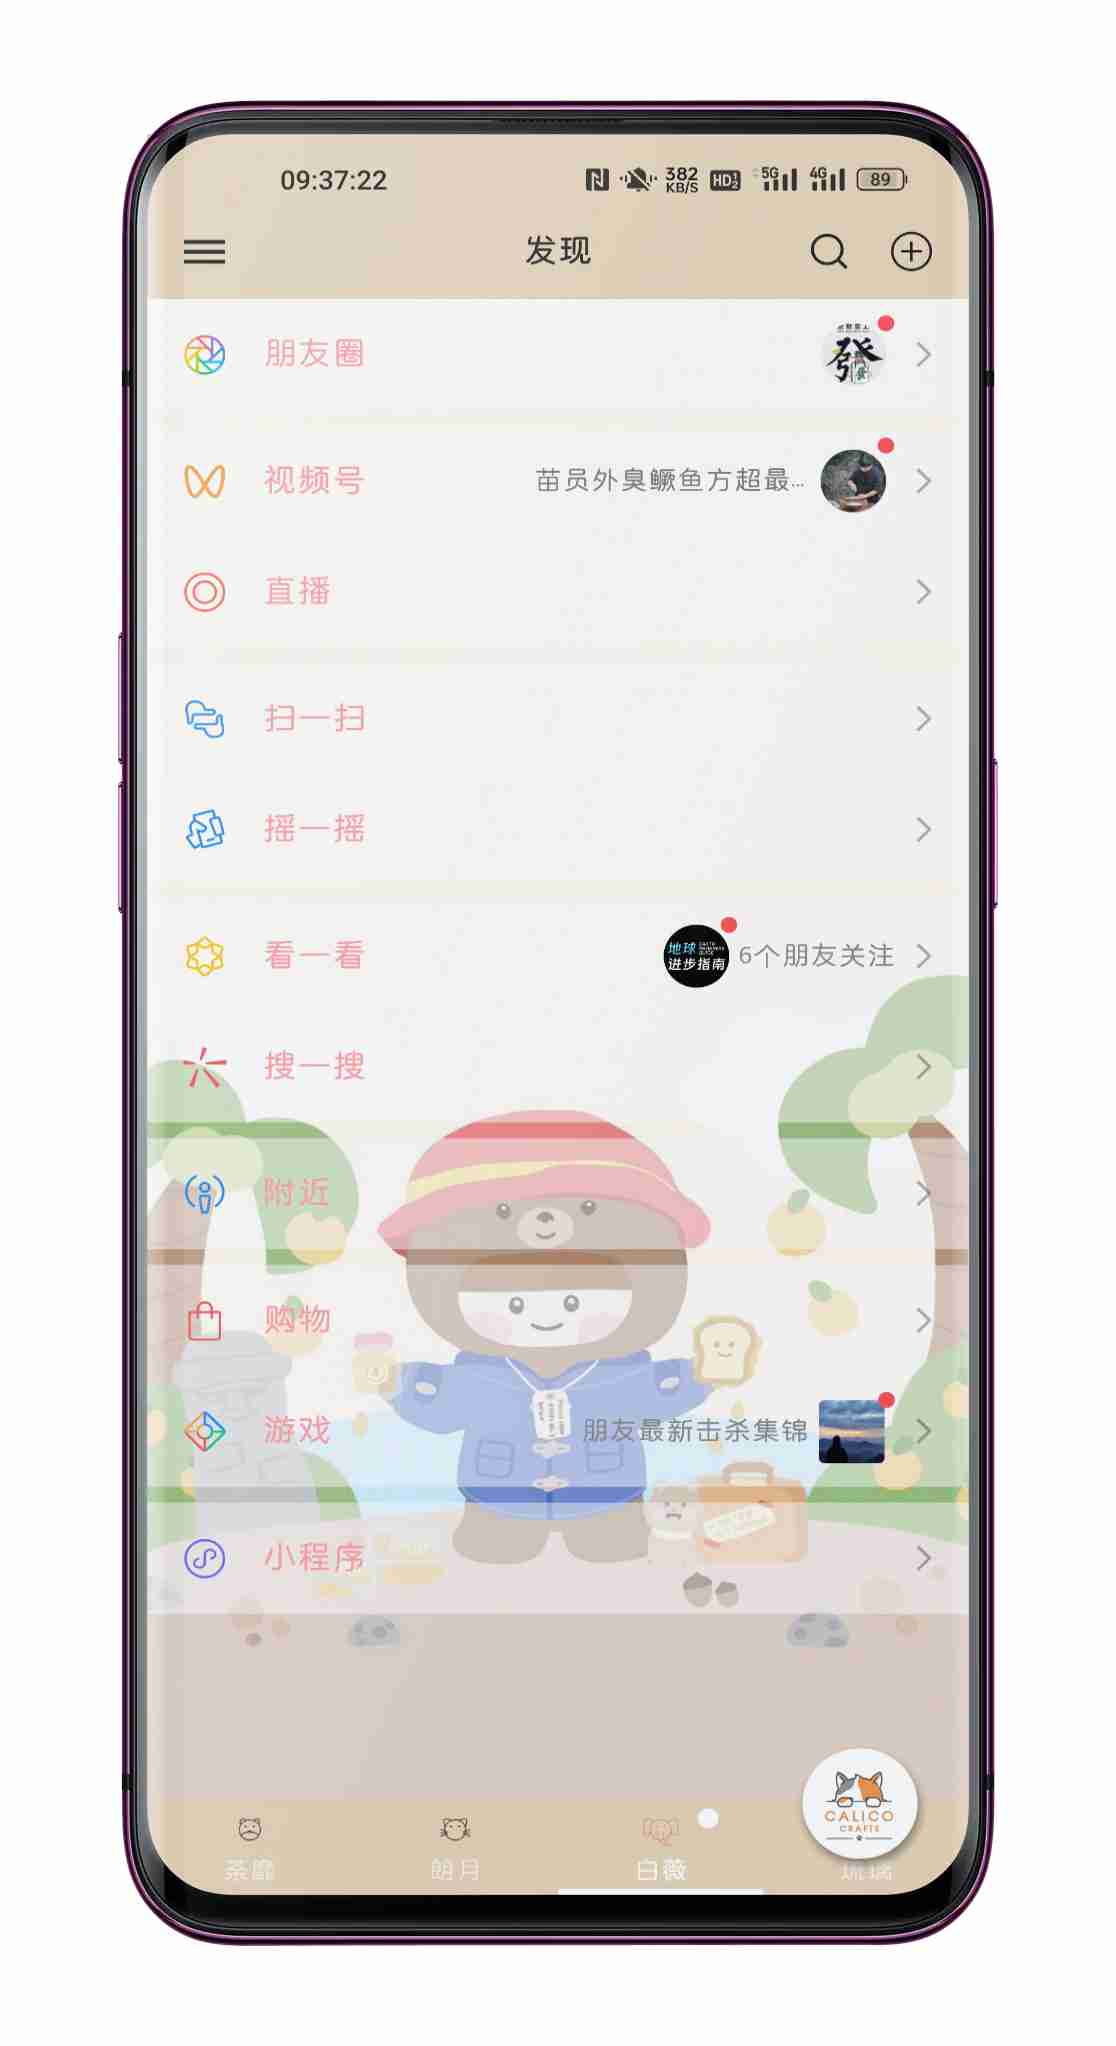 09:37:22
382
KB/S
HD
5G
4G
89
发现
朋友圈
發
视频号
苗员外臭鳜鱼方超最...
直播
扫一扫
摇一摇
看一看
地球
进步指南
6个朋友关注
搜一搜
附近
购物
游戏
朋友最新击杀集锦
小程序
CALICO
CRAFTS
荼靡
朗月
白薇
琉璃